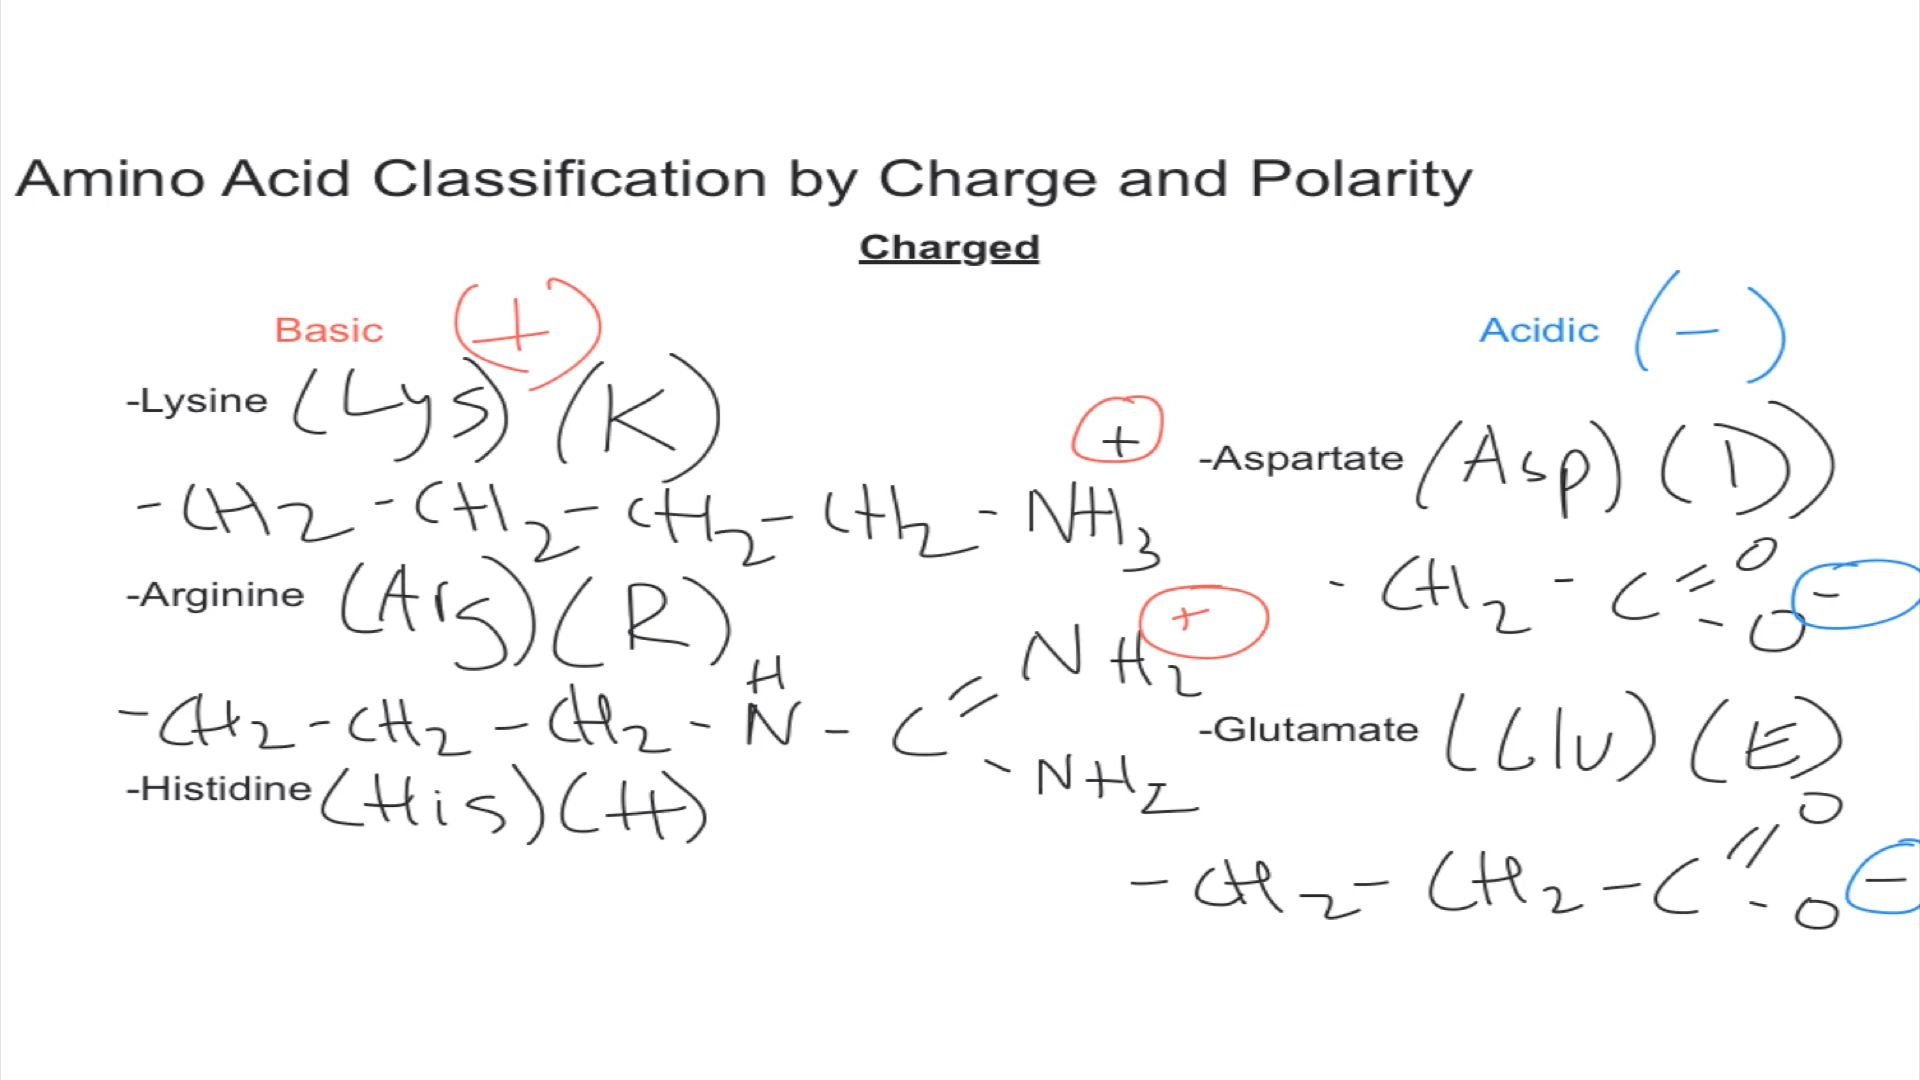 Amino Acid Classification by Charge and Polarity
Charged
Basic (+)
-Lysine (Lys) (K)
+
-CH2-CH2-CH2-CH2-NH3
-Arginine (Arg) (R)
+
NH2
H
-CH2-CH2-CH2-N-C=
-NH2
-Histidine (His) (H)
Acidic (-)
-Aspartate (Asp) (D)
O
-CH2-C=
-O-
-Glutamate (Glu) (E)
O
-CH2-CH2-C=
-O-